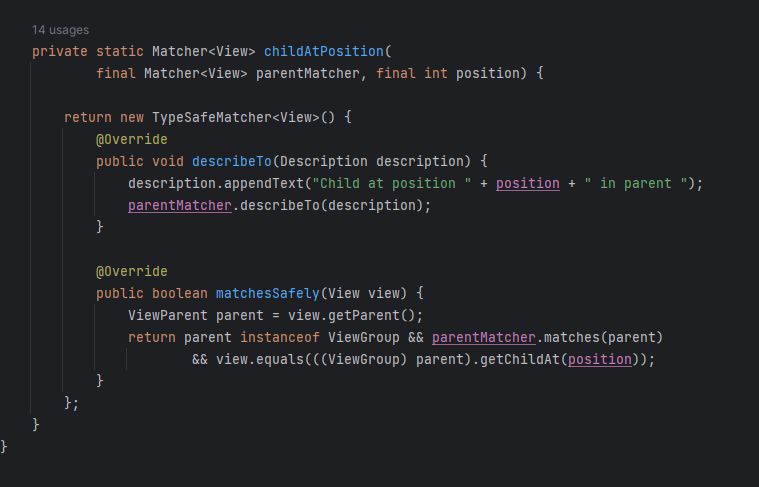 14 usages
private static Matcher<View> childAtPosition(
final Matcher<View> parentMatcher, final int position) {
return new TypeSafeMatcher<View>() {
@Override
public void describeTo(Description description) {
description.appendText("Child at position " + position + " in parent ");
parentMatcher.describeTo(description);
}
@Override
public boolean matchesSafely(View view) {
ViewParent parent = view.getParent();
return parent instanceof ViewGroup && parentMatcher.matches(parent)
&& view.equals(((ViewGroup) parent).getChildAt(position));
}
};
}
}